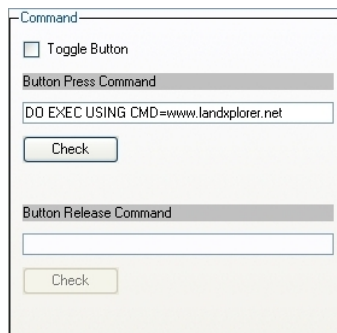 Command
Toggle Button
Button Press Command
DO EXEC USING CMD=www.landxplorer.net
Check
Button Release Command
Check